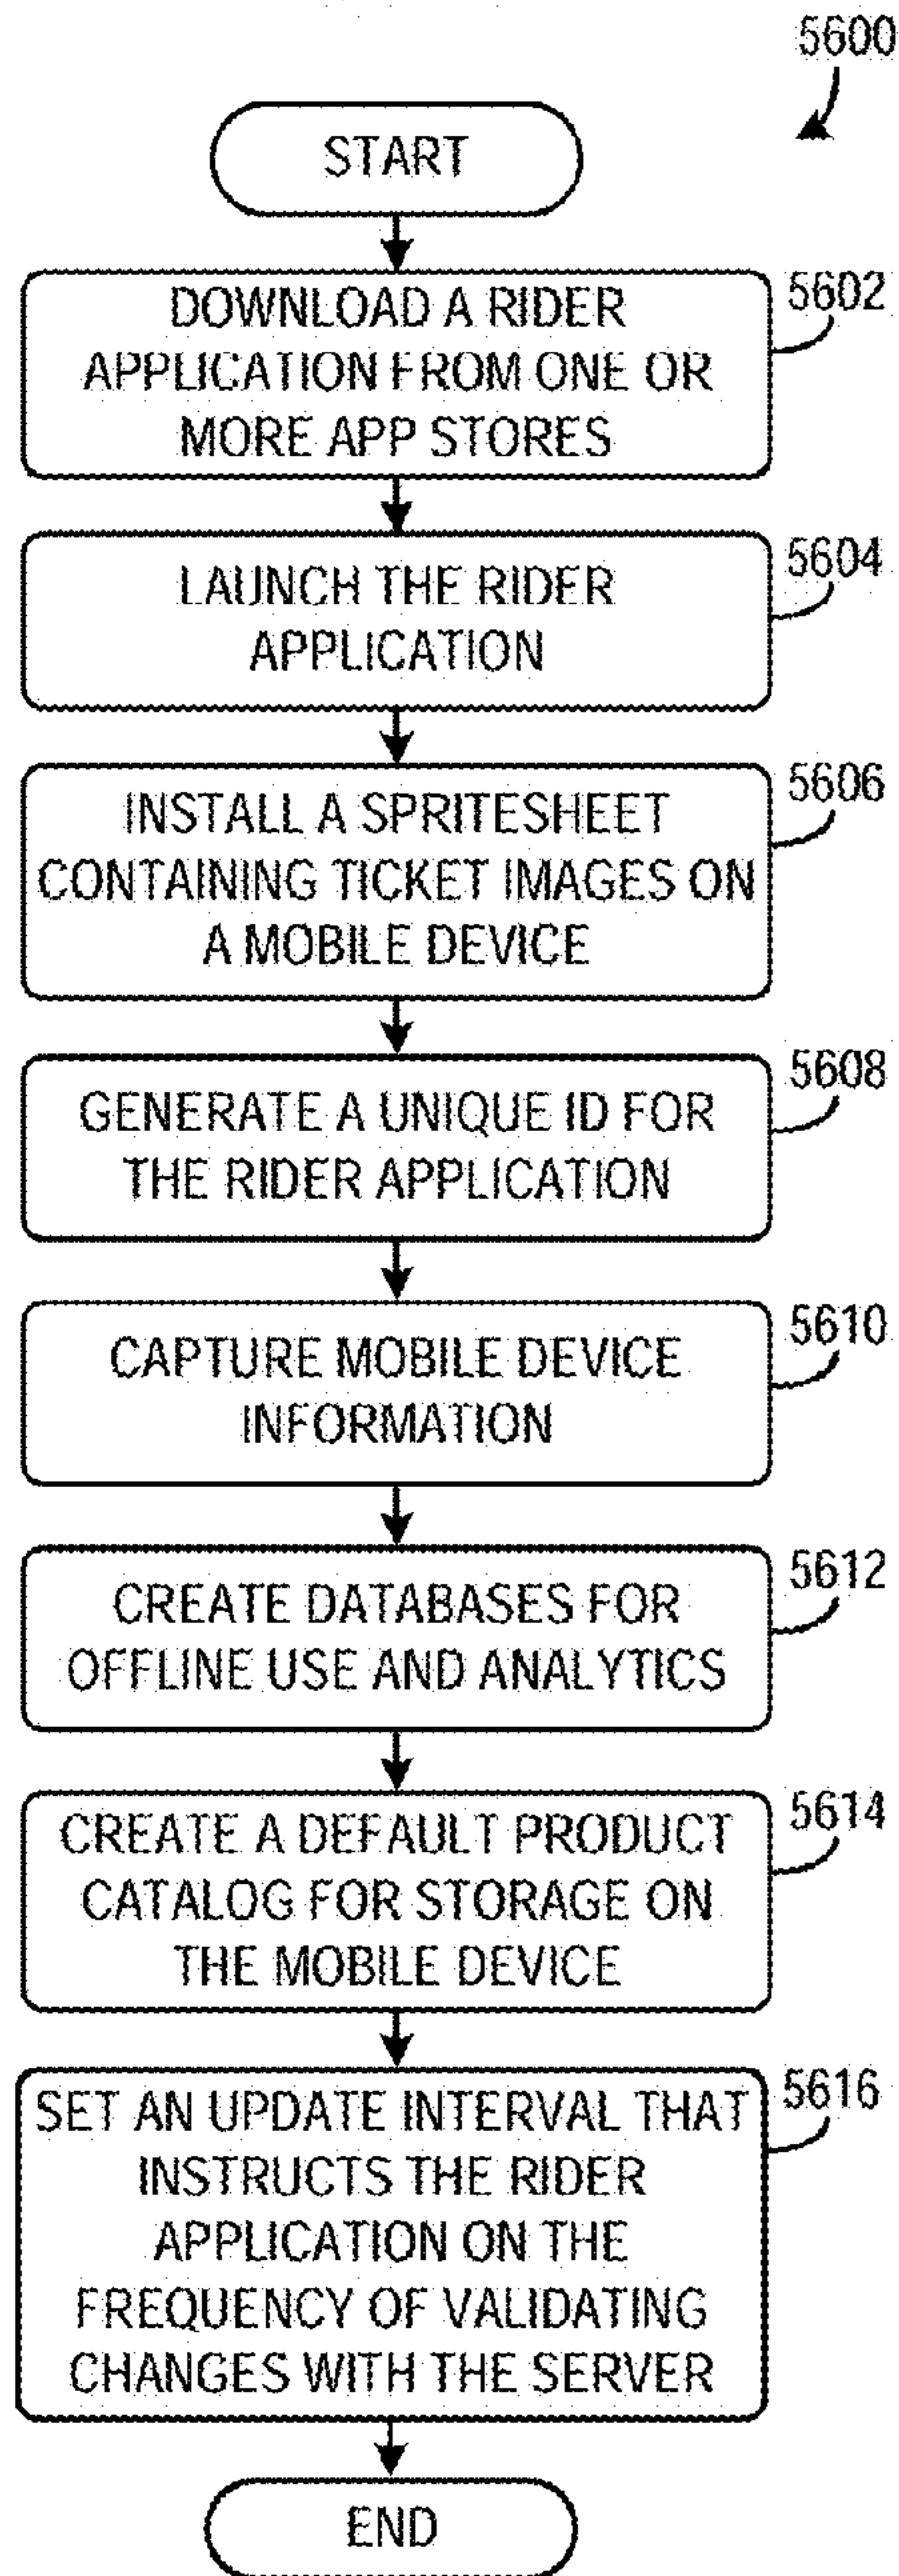 5600
START
DOWNLOAD A RIDER
APPLICATION FROM ONE OR
MORE APP STORES
5602
LAUNCH THE RIDER
APPLICATION
5604
INSTALL A SPRITESHEET
CONTAINING TICKET IMAGES ON
A MOBILE DEVICE
5606
GENERATE A UNIQUE ID FOR
THE RIDER APPLICATION
5608
CAPTURE MOBILE DEVICE
INFORMATION
5610
CREATE DATABASES FOR
OFFLINE USE AND ANALYTICS
5612
CREATE A DEFAULT PRODUCT
CATALOG FOR STORAGE ON
THE MOBILE DEVICE
5614
SET AN UPDATE INTERVAL THAT
INSTRUCTS THE RIDER
APPLICATION ON THE
FREQUENCY OF VALIDATING
CHANGES WITH THE SERVER
5616
END